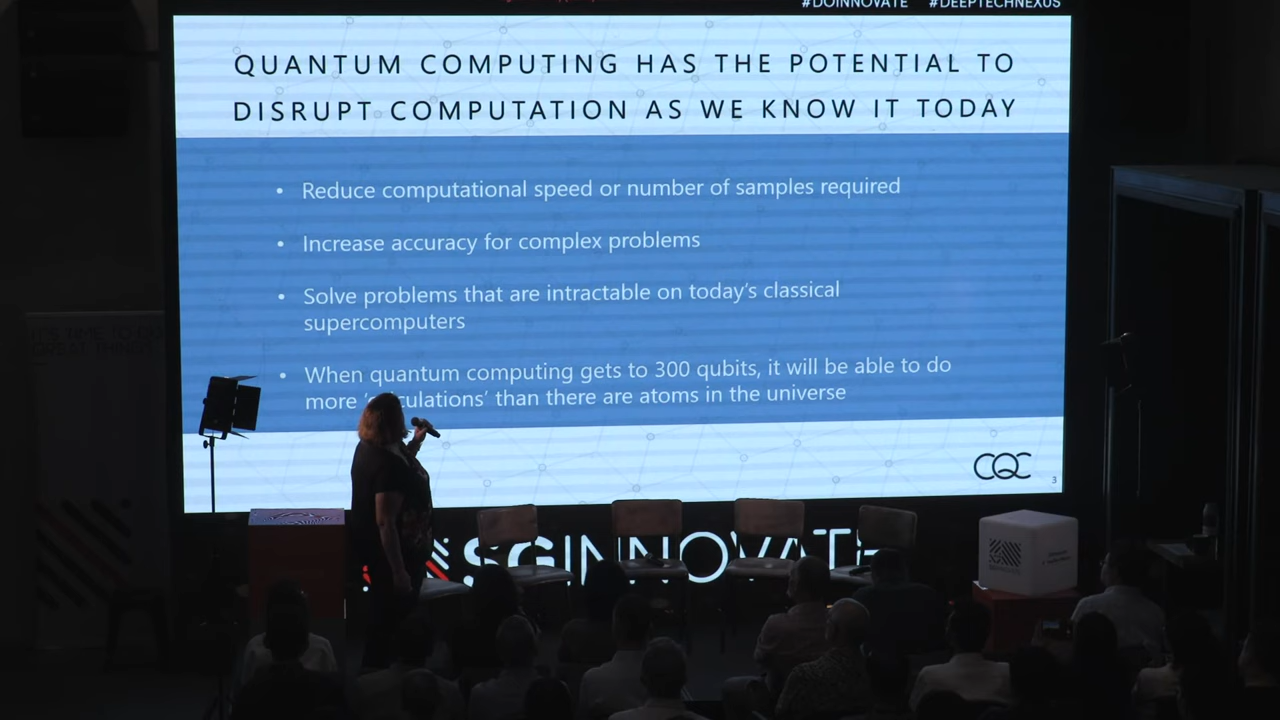 #DOINNOVATE #DEEPTECHNEXUS
QUANTUM COMPUTING HAS THE POTENTIAL TO
DISRUPT COMPUTATION AS WE KNOW IT TODAY
• Reduce computational speed or number of samples required
• Increase accuracy for complex problems
• Solve problems that are intractable on today's classical
supercomputers
• When quantum computing gets to 300 qubits, it will be able to do
more than there are atoms in the universe
CQC
3
SGINNOVATE